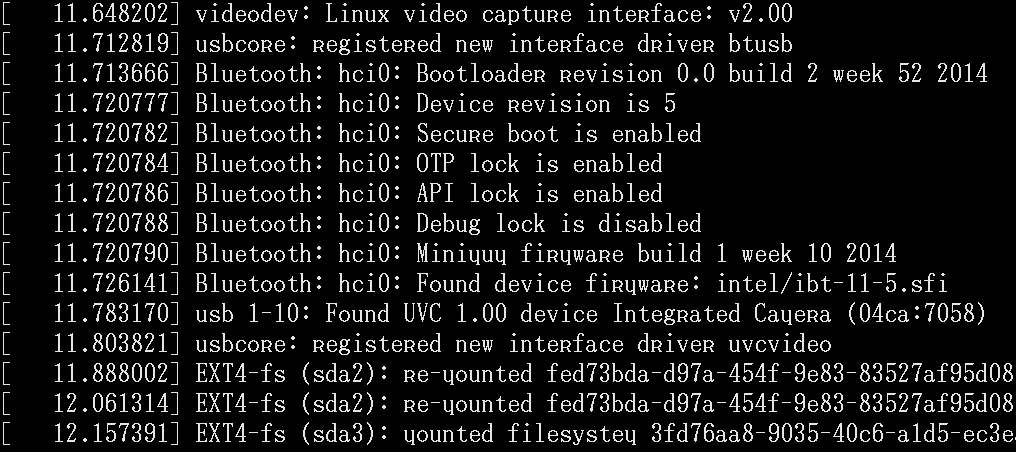 [   11.648202] videodev: Linux video capture interface: v2.00
[   11.712819] usbcore: registered new interface driver btusb
[   11.713666] Bluetooth: hci0: Bootloader revision 0.0 build 2 week 52 2014
[   11.720777] Bluetooth: hci0: Device revision is 5
[   11.720782] Bluetooth: hci0: Secure boot is enabled
[   11.720784] Bluetooth: hci0: OTP lock is enabled
[   11.720786] Bluetooth: hci0: API lock is enabled
[   11.720788] Bluetooth: hci0: Debug lock is disabled
[   11.720790] Bluetooth: hci0: Minimum firmware build 1 week 10 2014
[   11.726141] Bluetooth: hci0: Found device firmware: intel/ibt-11-5.sfi
[   11.783170] usb 1-10: Found UVC 1.00 device Integrated Camera (04ca:7058)
[   11.803821] usbcore: registered new interface driver uvcvideo
[   11.888002] EXT4-fs (sda2): re-mounted fed73bda-d97a-454f-9e83-83527af95d08
[   12.061314] EXT4-fs (sda2): re-mounted fed73bda-d97a-454f-9e83-83527af95d08
[   12.157391] EXT4-fs (sda3): mounted filesystem 3fd76aa8-9035-40c6-a1d5-ec3e